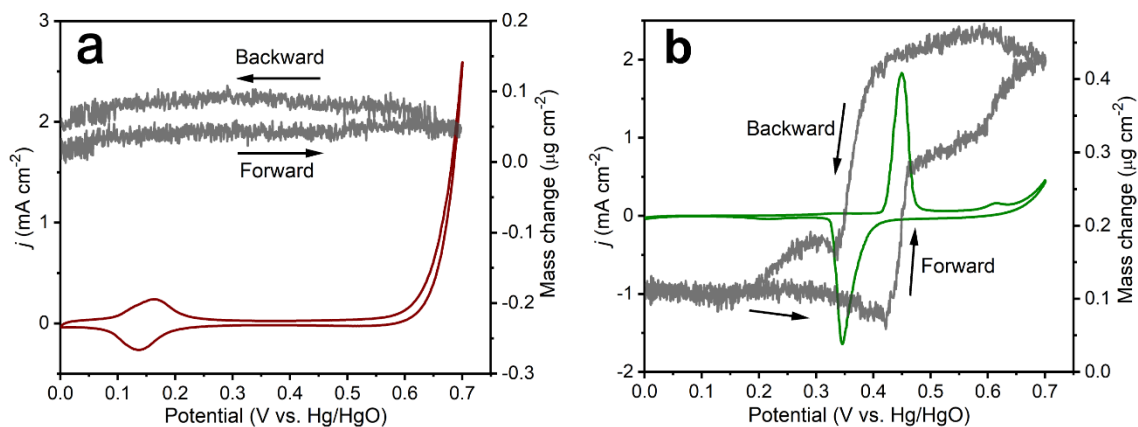 a
3
2
1
0
j (mA cm⁻²)
0.2
0.1
0.0
-0.1
-0.2
-0.3
Mass change (μg cm⁻²)
Backward
Forward
0.0 0.1 0.2 0.3 0.4 0.5 0.6 0.7
Potential (V vs. Hg/HgO)
b
2
1
0
-1
-2
j (mA cm⁻²)
0.4
0.3
0.2
0.1
0.0
Mass change (μg cm⁻²)
Backward
Forward
0.0 0.1 0.2 0.3 0.4 0.5 0.6 0.7
Potential (V vs. Hg/HgO)